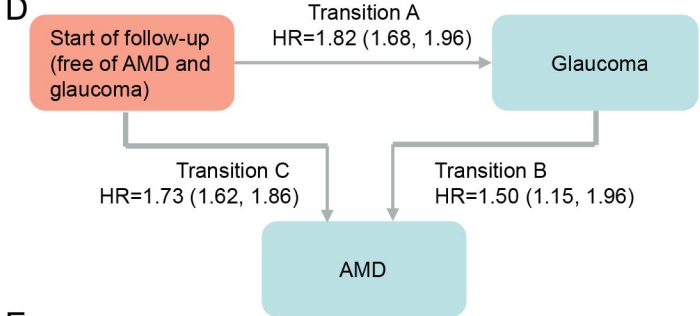 D
Transition A
HR=1.82 (1.68, 1.96)
Start of follow-up
(free of AMD and
glaucoma)
Glaucoma
Transition C
HR=1.73 (1.62, 1.86)
Transition B
HR=1.50 (1.15, 1.96)
AMD